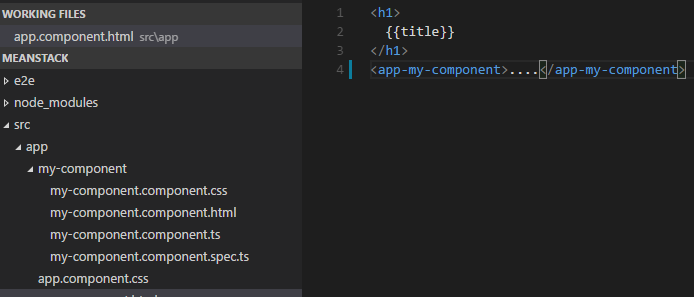 WORKING FILES
app.component.html src\app
MEANSTACK
e2e
node_modules
src
app
my-component
my-component.component.css
my-component.component.html
my-component.component.ts
my-component.component.spec.ts
app.component.css
1 <h1>
2 {{title}}
3 </h1>
4 <app-my-component>....</app-my-component>